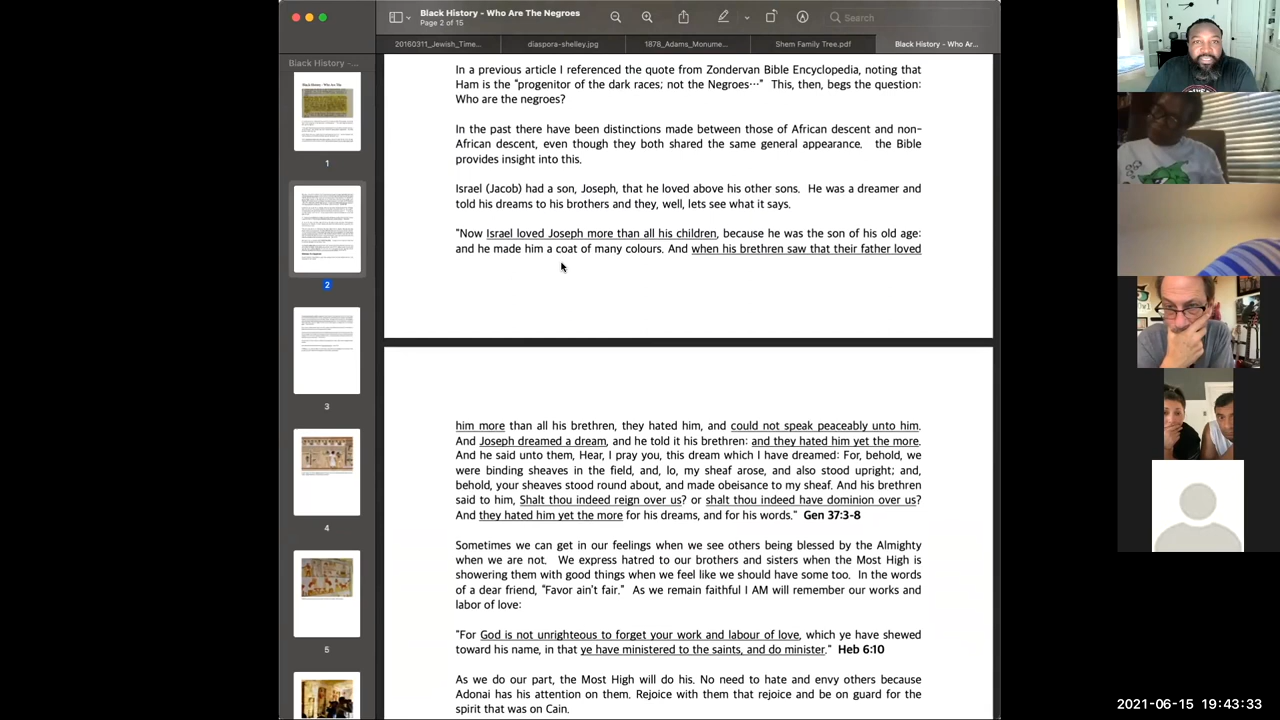 Black History - Who Are The Negroes
Page 2 of 15
Search
20160311_Jewish_Time...
diaspora-shelley.jpg
1878_Adams_Monume...
Shem Family Tree.pdf
Black History - Who Ar...
Black History -...
1
2
3
4
5
In a previous article I referenced the quote from Zondervan Bible Encyclopedia, noting that
Ham is the "progenitor of the dark races; not the Negroes…" This, then, begs the question:
Who are the negroes?
In the past there have been distinctions made between those of African descent and non-
African descent, even though they both shared the same general appearance. the Bible
provides insight into this.
Israel (Jacob) had a son, Joseph, that he loved above his other sons. He was a dreamer and
told his dreams to his brothers and they, well, lets see what it says.
"Now Israel loved Joseph more than all his children, because he was the son of his old age:
and he made him a coat of many colours. And when his brethren saw that their father loved
him more than all his brethren, they hated him, and could not speak peaceably unto him.
And Joseph dreamed a dream, and he told it his brethren: and they hated him yet the more.
And he said unto them, Hear, I pray you, this dream which I have dreamed: For, behold, we
were binding sheaves in the field, and, lo, my sheaf arose, and also stood upright; and,
behold, your sheaves stood round about, and made obeisance to my sheaf. And his brethren
said to him, Shalt thou indeed reign over us? or shalt thou indeed have dominion over us?
And they hated him yet the more for his dreams, and for his words." Gen 37:3-8
Sometimes we can get in our feelings when we see others being blessed by the Almighty
when we are not. We express hatred to our brothers and sisters when the Most High is
showering them with good things when we feel like we should have some too. In the words
of a dear friend, "Favor ain't fair." As we remain faithful I AM will remember our works and
labor of love:
"For God is not unrighteous to forget your work and labour of love, which ye have shewed
toward his name, in that ye have ministered to the saints, and do minister." Heb 6:10
As we do our part, the Most High will do his. No need to hate and envy others because
Adonai has his attention on them. Rejoice with them that rejoice and be on guard for the
spirit that was on Cain.
2021-06-15 19:43:33